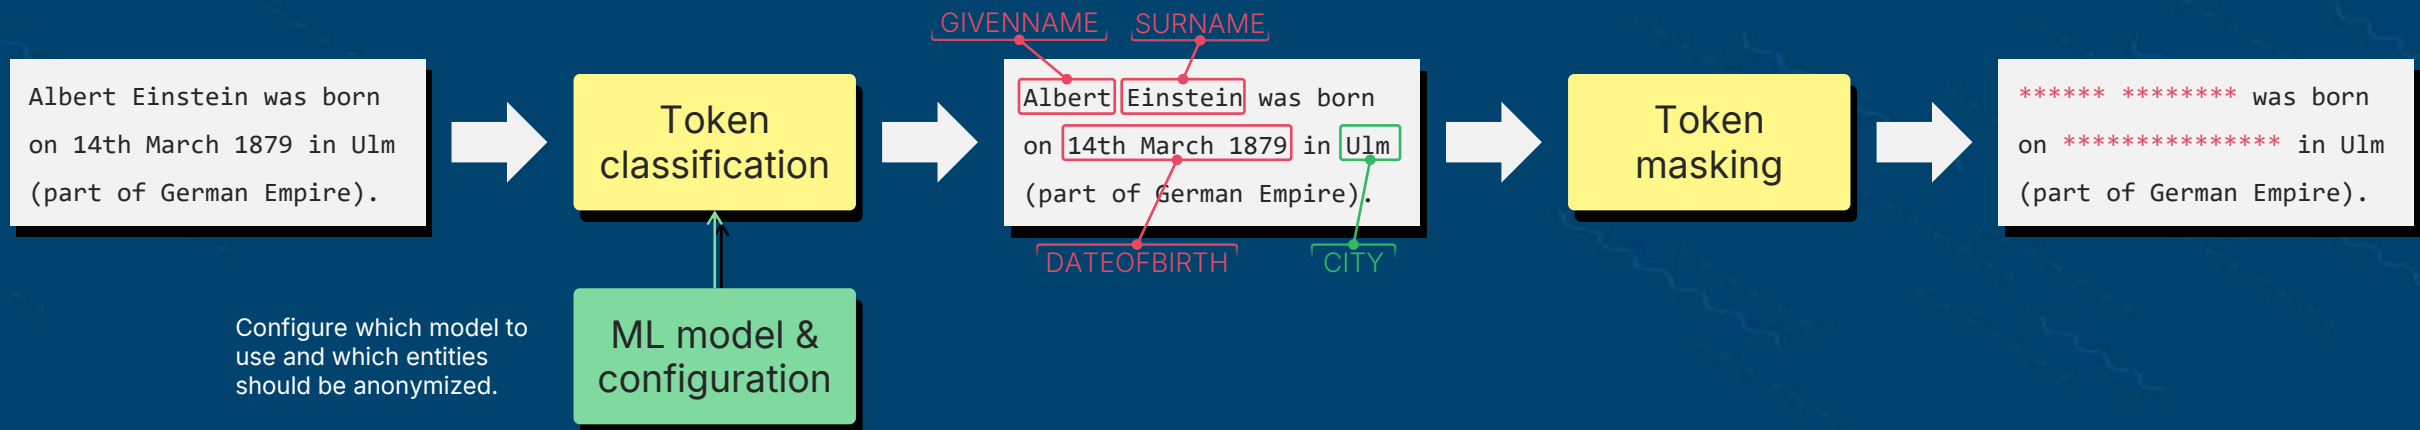 Albert Einstein was born
on 14th March 1879 in Ulm
(part of German Empire).
Token
classification
Configure which model to
use and which entities
should be anonymized.
ML model &
configuration
GIVENNAME SURNAME
Albert Einstein was born
on 14th March 1879 in Ulm
(part of German Empire).
DATEOFBIRTH CITY
Token
masking
****** ******** was born
on *************** in Ulm
(part of German Empire).